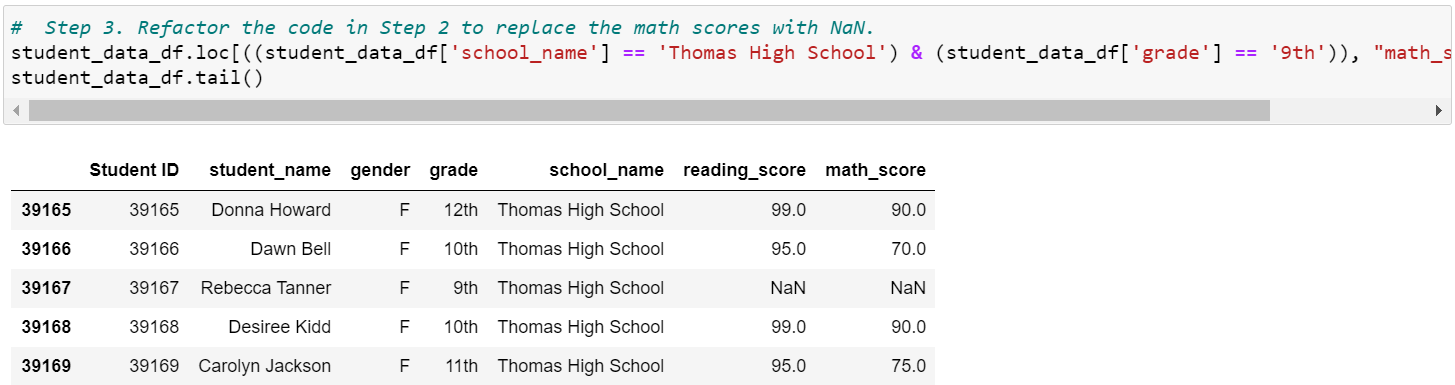 #  Step 3. Refactor the code in Step 2 to replace the math scores with NaN.
student_data_df.loc[((student_data_df['school_name'] == 'Thomas High School') & (student_data_df['grade'] == '9th')), "math_s
student_data_df.tail()
Student ID student_name gender grade school_name reading_score math_score
39165 39165 Donna Howard F 12th Thomas High School 99.0 90.0
39166 39166 Dawn Bell F 10th Thomas High School 95.0 70.0
39167 39167 Rebecca Tanner F 9th Thomas High School NaN NaN
39168 39168 Desiree Kidd F 10th Thomas High School 99.0 90.0
39169 39169 Carolyn Jackson F 11th Thomas High School 95.0 75.0